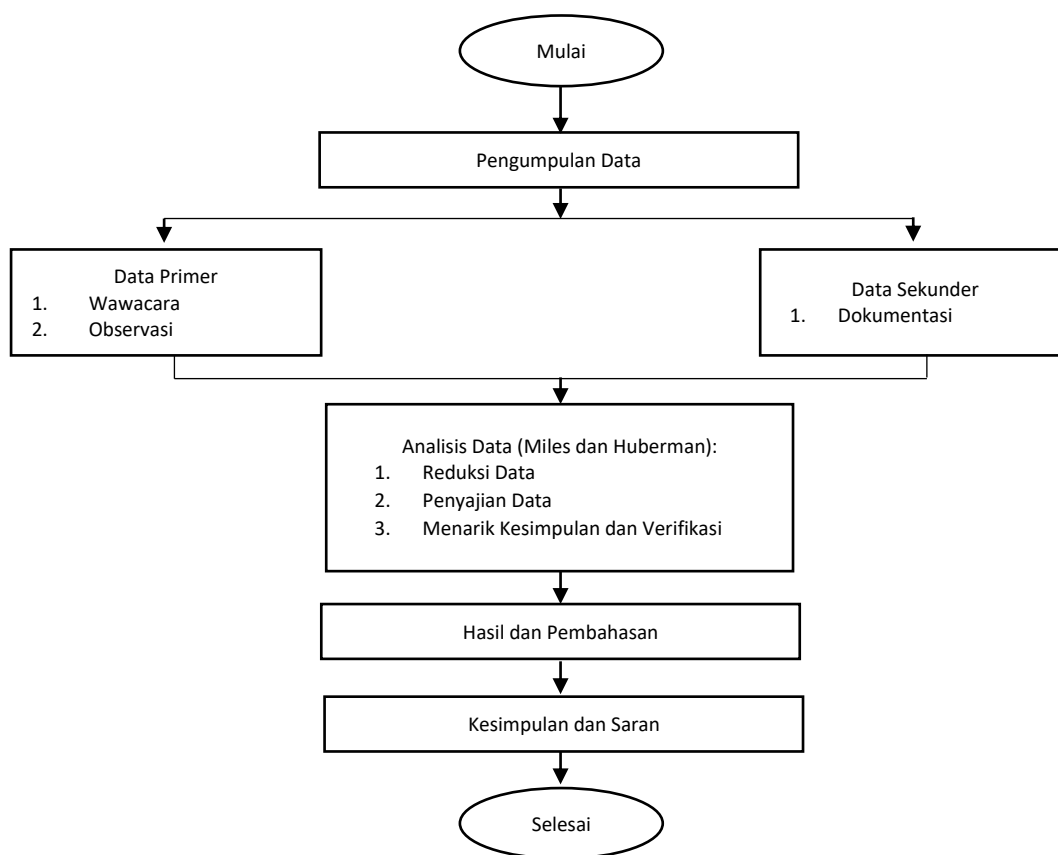 Mulai
Pengumpulan Data
Data Primer
1. Wawacara
2. Observasi
Data Sekunder
1. Dokumentasi
Analisis Data (Miles dan Huberman):
1. Reduksi Data
2. Penyajian Data
3. Menarik Kesimpulan dan Verifikasi
Hasil dan Pembahasan
Kesimpulan dan Saran
Selesai